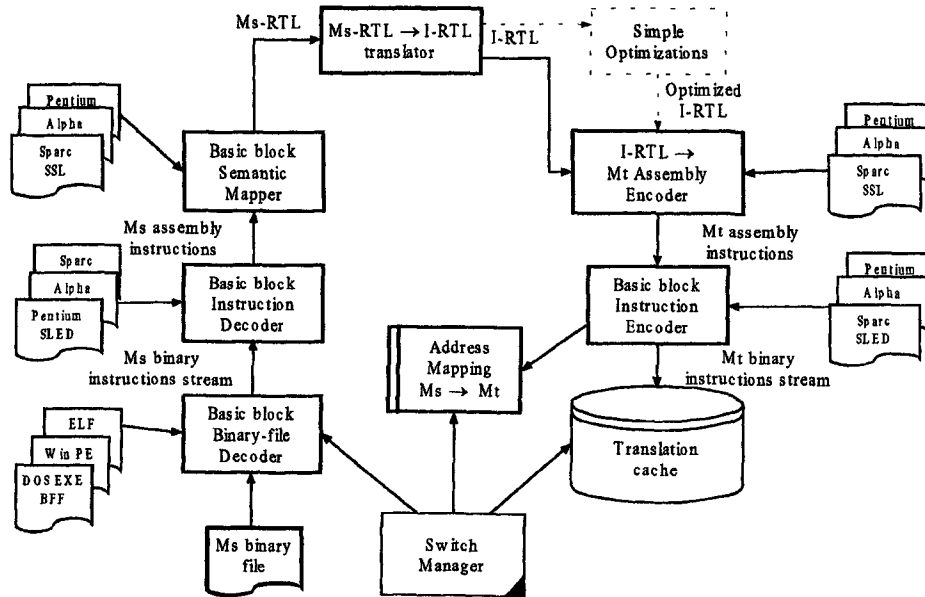 Ms-RTL
Ms-RTL → I-RTL
translator
I-RTL
Simple
Optimizations
Optimized
I-RTL
Pentium
Alpha
Sparc
SSL
Basic block
Semantic
Mapper
I-RTL →
Mt Assembly
Encoder
Pentium
Alpha
Sparc
SSL
Ms assembly
instructions
Mt assembly
instructions
Sparc
Alpha
Pentium
SLED
Basic block
Instruction
Decoder
Basic block
Instruction
Encoder
Pentium
Alpha
Sparc
SLED
Ms binary
instructions stream
Address
Mapping
Ms → Mt
Mt binary
instructions stream
ELF
Win PE
DOS EXE
BFF
Basic block
Binary-file
Decoder
Translation
cache
Ms binary
file
Switch
Manager